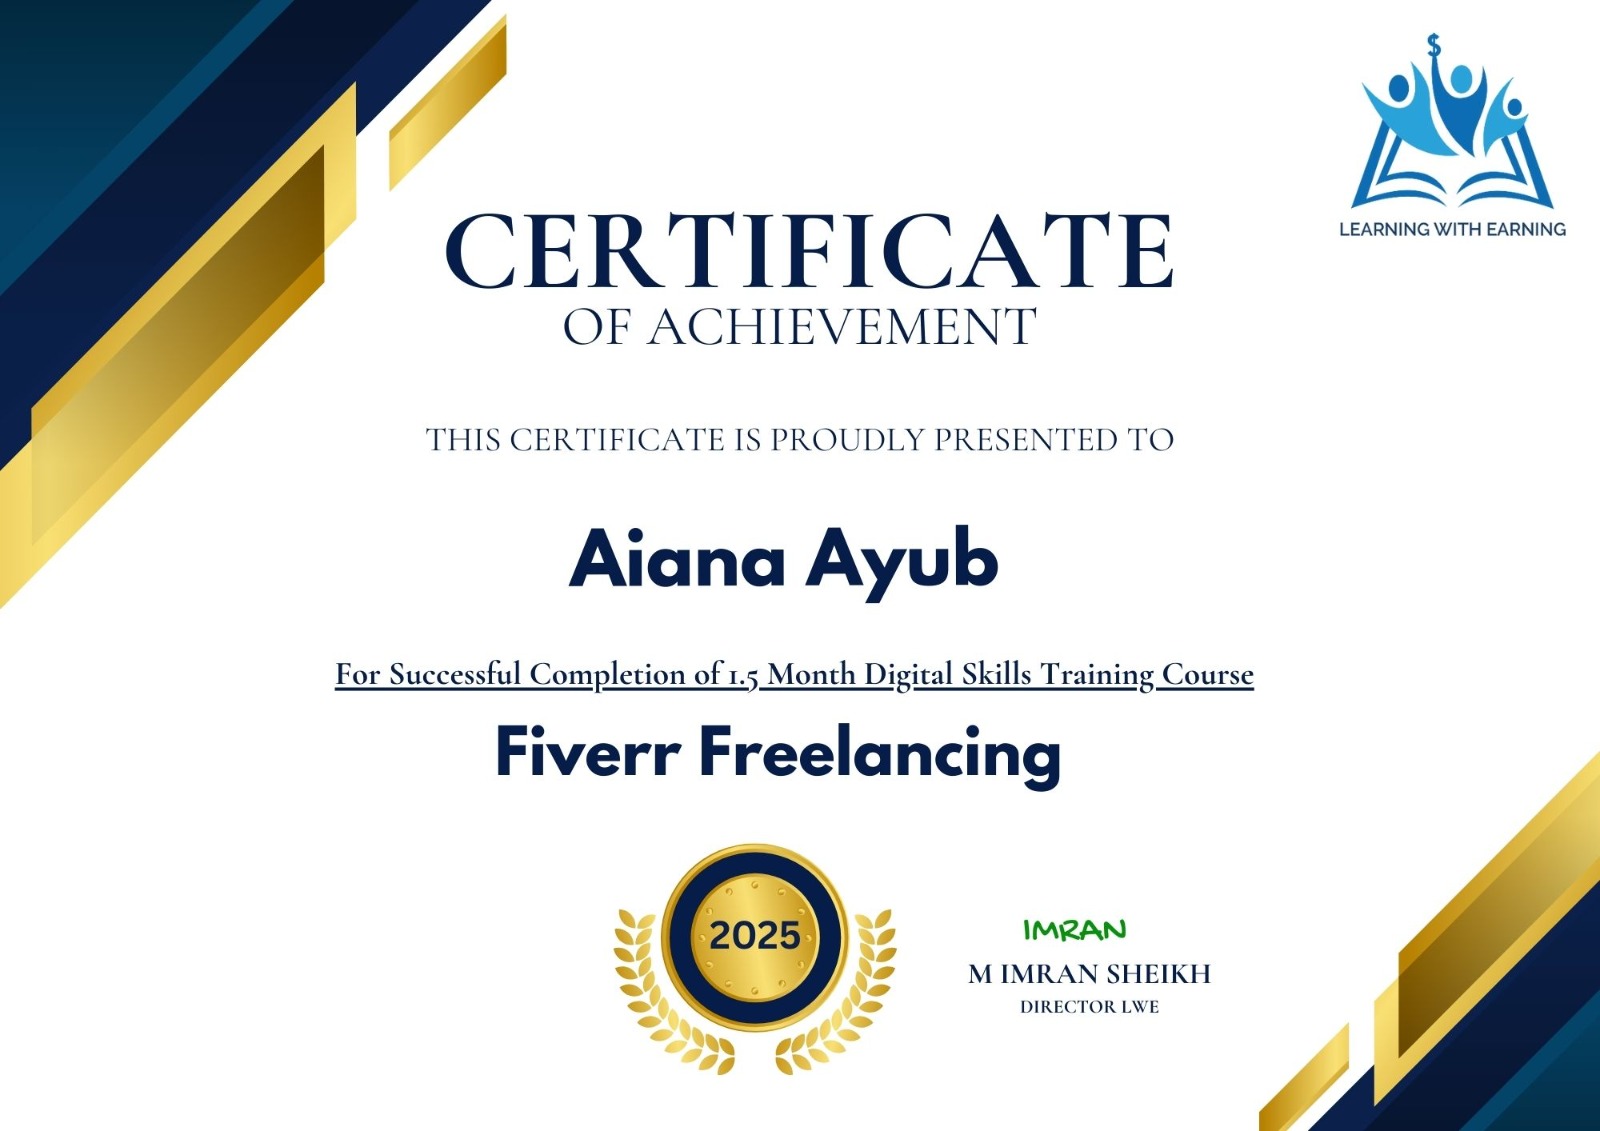 $
LEARNING WITH EARNING
CERTIFICATE
OF ACHIEVEMENT
THIS CERTIFICATE IS PROUDLY PRESENTED TO
Aiana Ayub
For Successful Completion of 1.5 Month Digital Skills Training Course
Fiverr Freelancing
2025
IMRAN
M IMRAN SHEIKH
DIRECTOR LWE